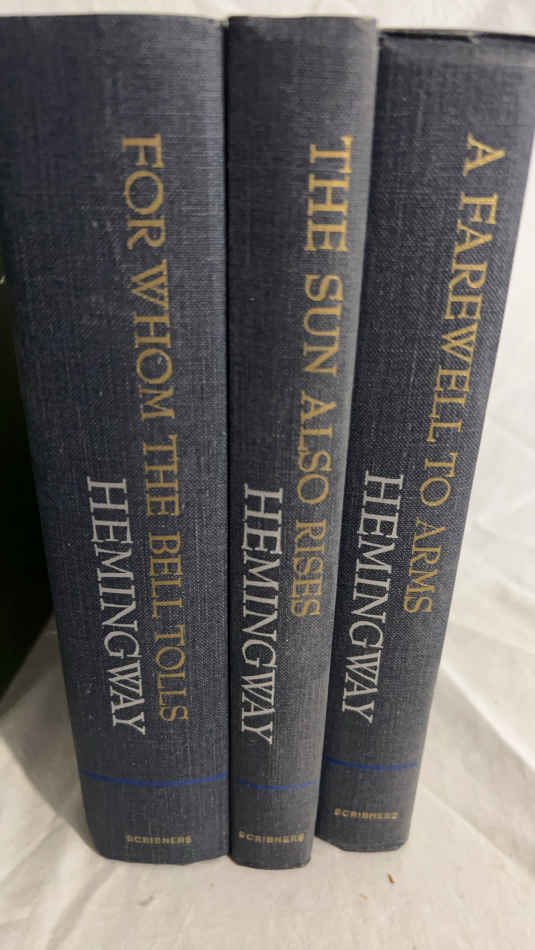 FOR WHOM THE BELL TOLLS
HEMINGWAY
SCRIBNERS
THE SUN ALSO RISES
HEMINGWAY
SCRIBNERS
A FAREWELL TO ARMS
HEMINGWAY
SCRIBNERS